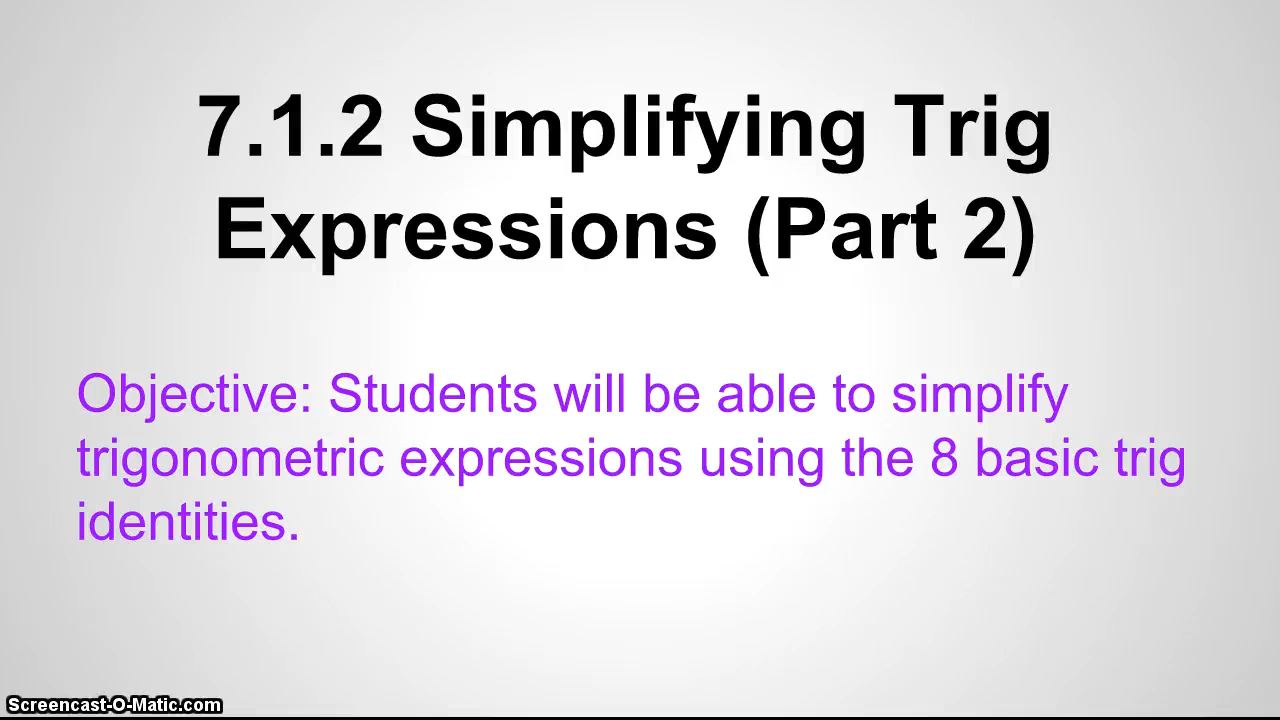 7.1.2 Simplifying Trig
Expressions (Part 2)
Objective: Students will be able to simplify
trigonometric expressions using the 8 basic trig
identities.
Screencast-O-Matic.com